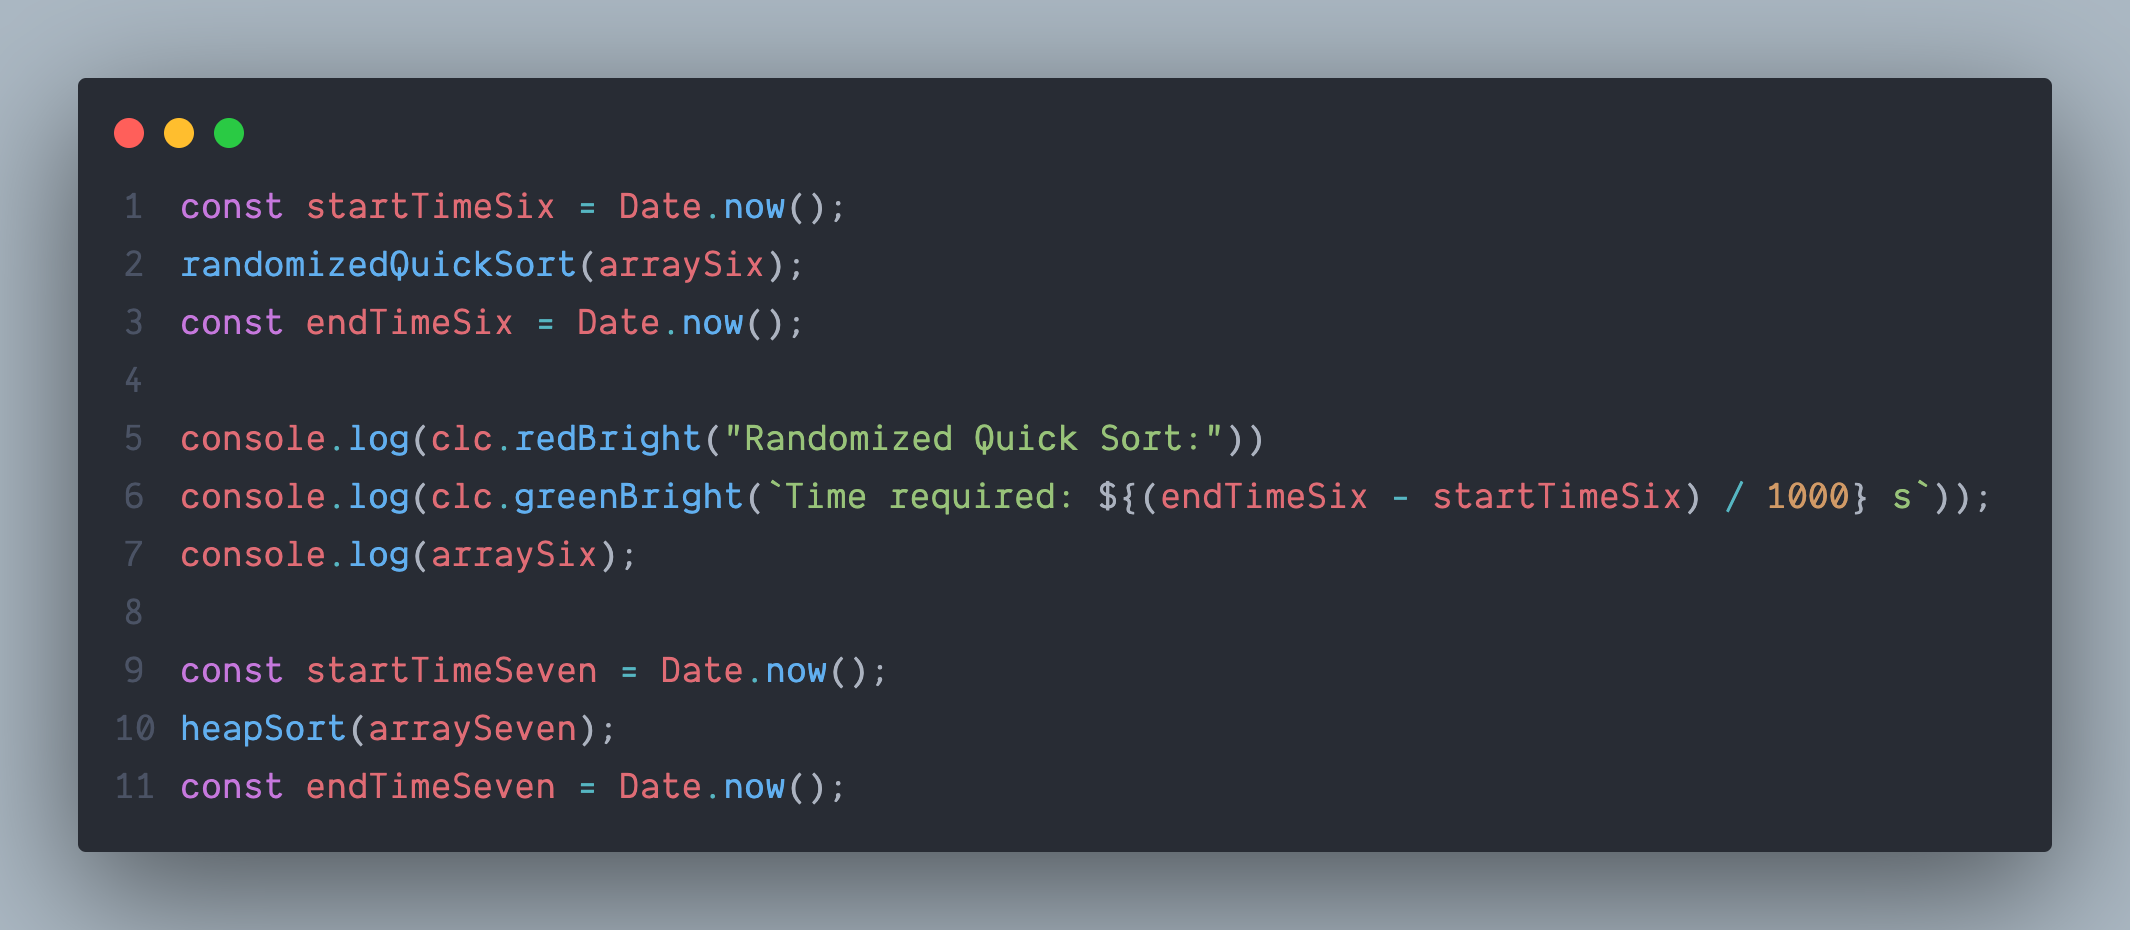 1 const startTimeSix = Date.now();
2 randomizedQuickSort(arraySix);
3 const endTimeSix = Date.now();
4
5 console.log(clc.redBright("Randomized Quick Sort:"))
6 console.log(clc.greenBright(`Time required: ${(endTimeSix - startTimeSix) / 1000} s`));
7 console.log(arraySix);
8
9 const startTimeSeven = Date.now();
10 heapSort(arraySeven);
11 const endTimeSeven = Date.now();